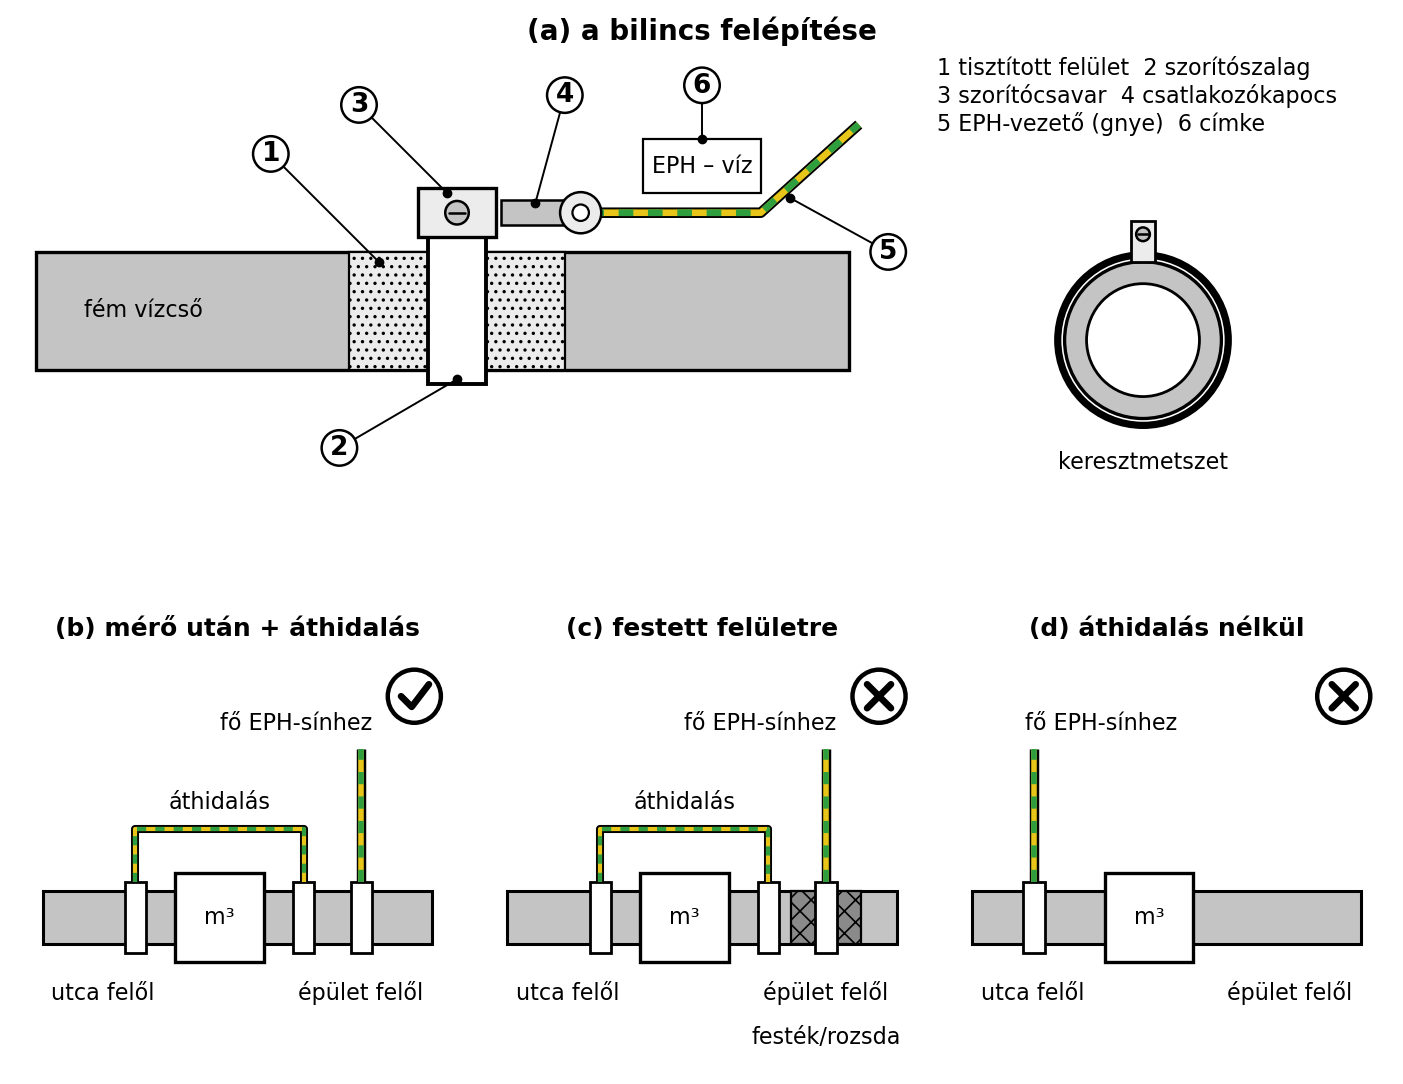 (a) a bilincs felépítése
1 tisztított felület  2 szorítószalag
3 szorítócsavar  4 csatlakozókapocs
5 EPH-vezető (gnye)  6 címke
3
4
6
1
EPH – víz
5
fém vízcső
2
keresztmetszet
(b) mérő után + áthidalás
fő EPH-sínhez
áthidalás
m³
utca felől
épület felől
(c) festett felületre
fő EPH-sínhez
áthidalás
m³
utca felől
épület felől
festék/rozsda
(d) áthidalás nélkül
fő EPH-sínhez
m³
utca felől
épület felől